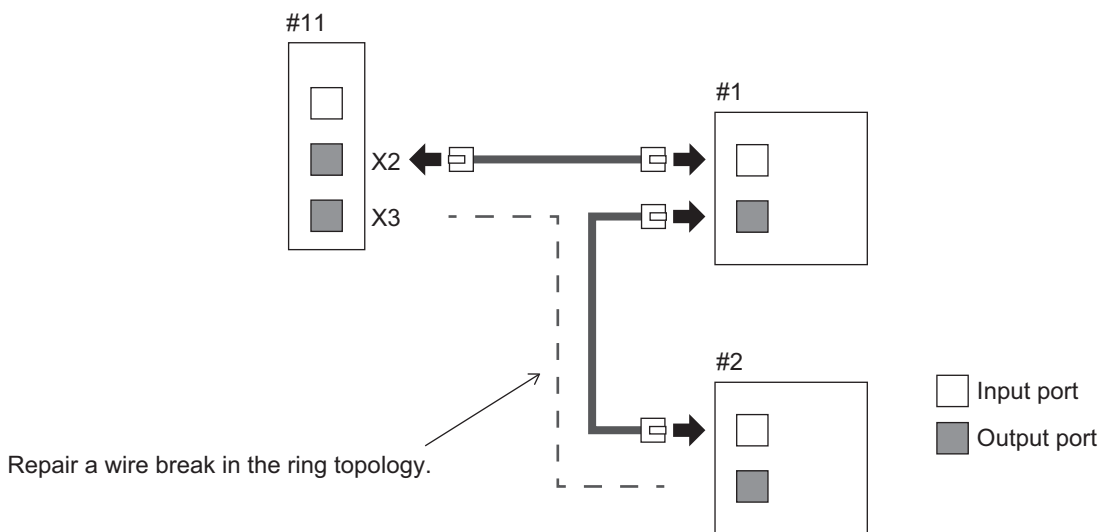 #11
#1
X2
X3
#2
Input port
Output port
Repair a wire break in the ring topology.